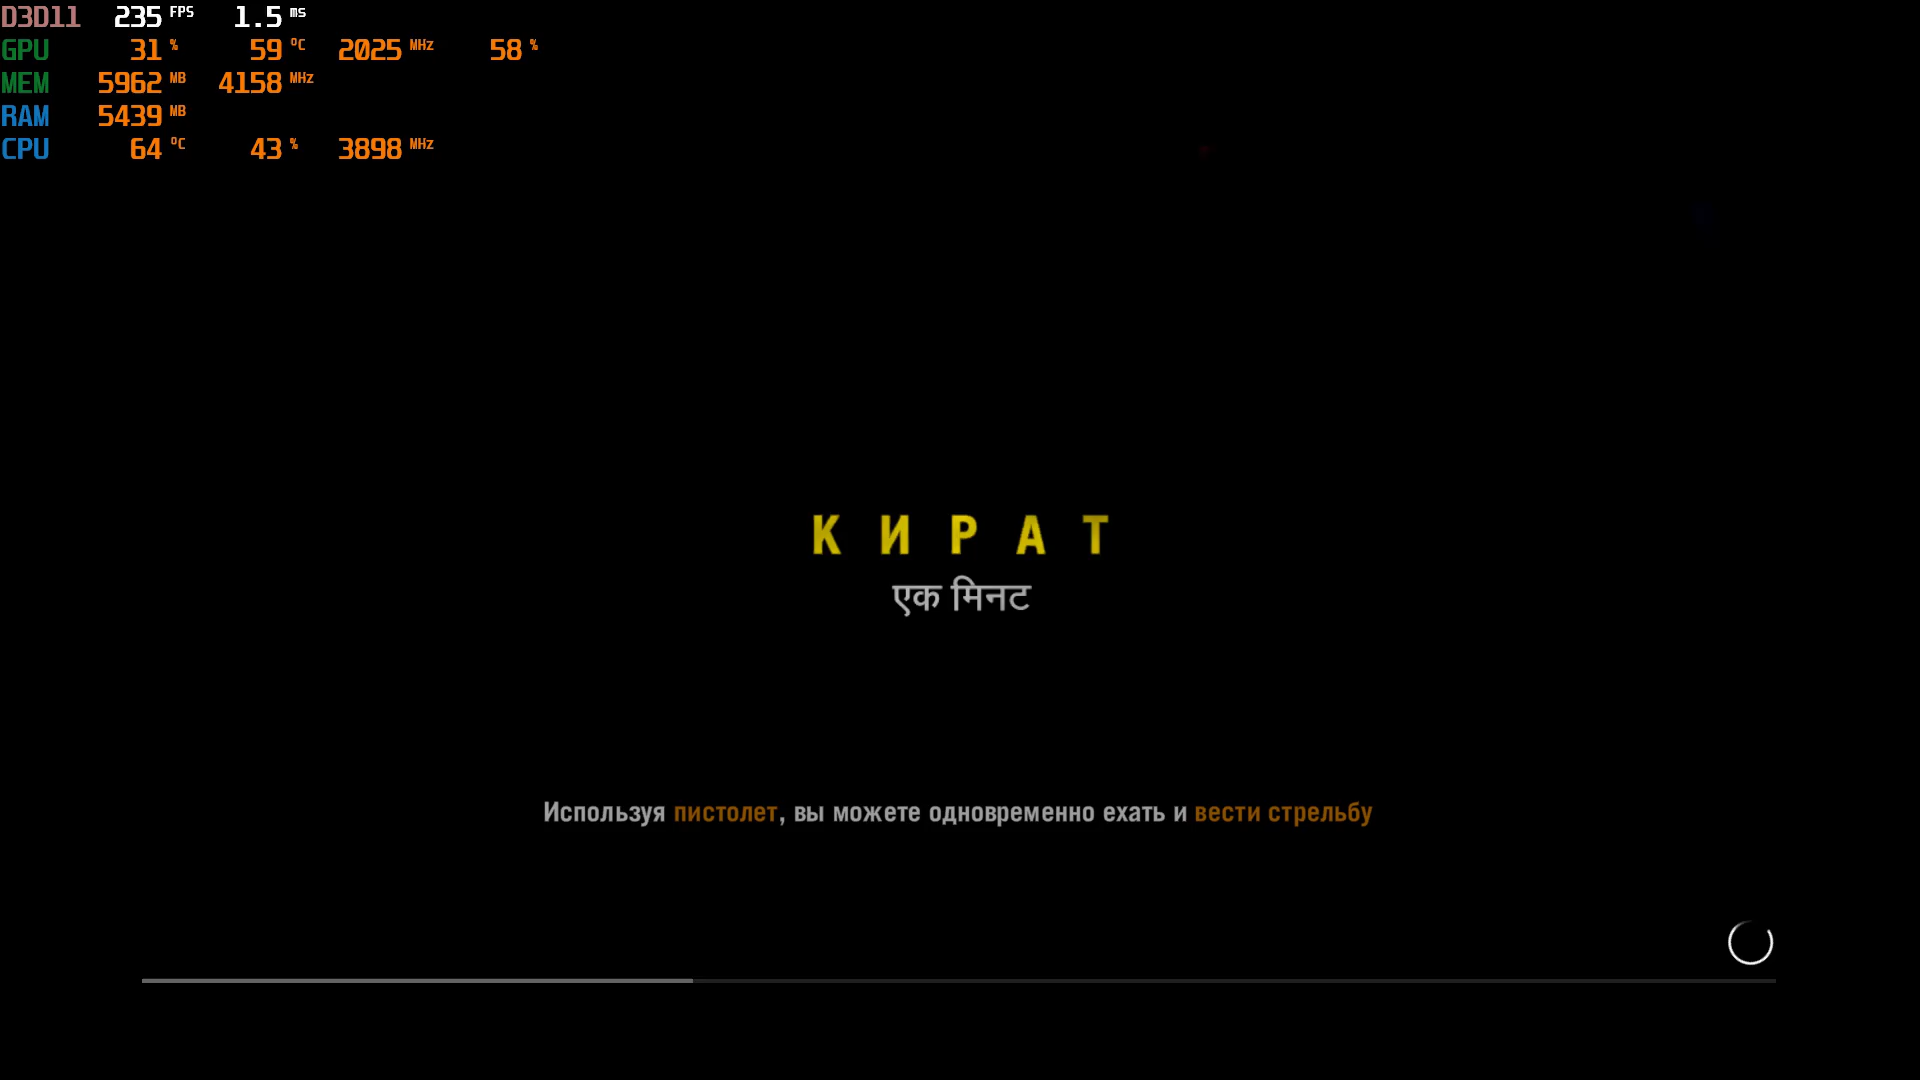 D3D11 235 FPS 1.5 ms
GPU 31 % 59 °C 2025 MHz 58 %
MEM 5962 MB 4158 MHz
RAM 5439 MB
CPU 64 °C 43 % 3898 MHz
КИРАТ
एक मिनट
Используя пистолет, вы можете одновременно ехать и вести стрельбу